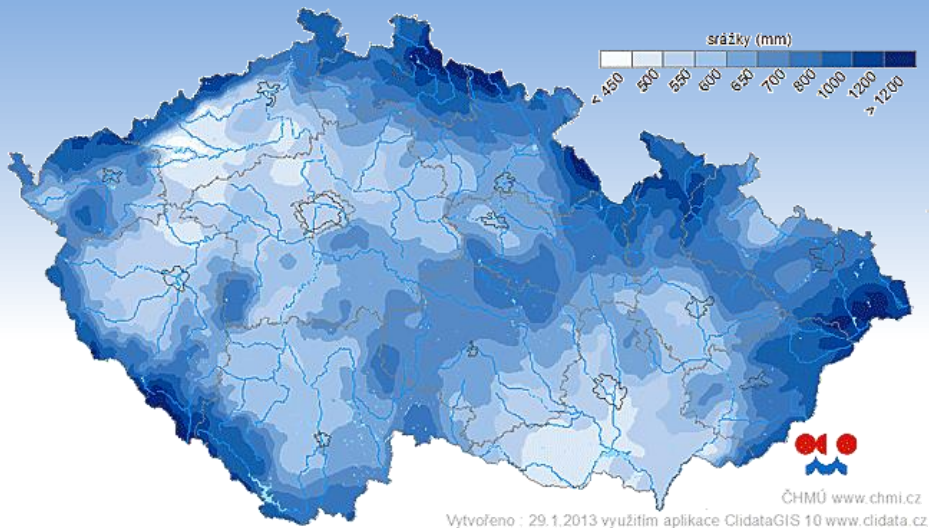 srážky (mm)
< 450 500 550 600 650 700 800 1000 1200 > 1200
ČHMÚ www.chmi.cz
Vytvořeno : 29.1.2013 využitím aplikace ClidataGIS 10 www.clidata.cz